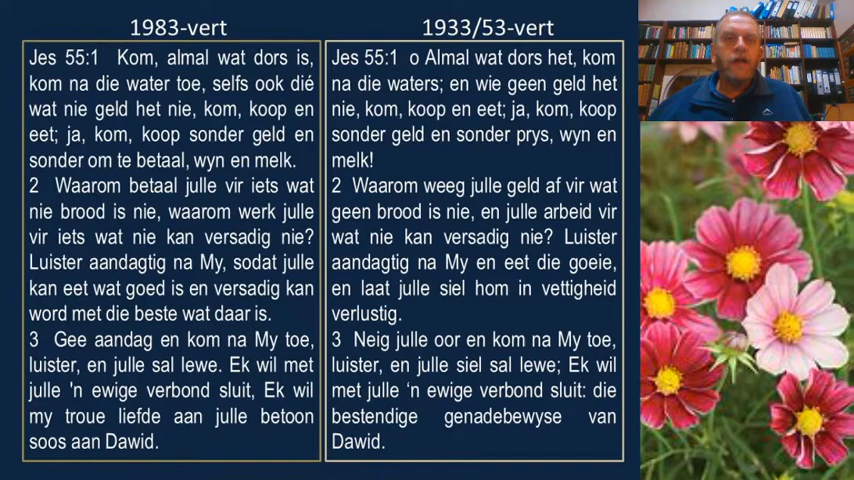 1983-vert
Jes 55:1 Kom, almal wat dors is,
kom na die water toe, selfs ook dié
wat nie geld het nie, kom, koop en
eet; ja, kom, koop sonder geld en
sonder om te betaal, wyn en melk.
2 Waarom betaal julle vir iets wat
nie brood is nie, waarom werk julle
vir iets wat nie kan versadig nie?
Luister aandagtig na My, sodat julle
kan eet wat goed is en versadig kan
word met die beste wat daar is.
3 Gee aandag en kom na My toe,
luister, en julle sal lewe. Ek wil met
julle 'n ewige verbond sluit, Ek wil
my troue liefde aan julle betoon
soos aan Dawid.
1933/53-vert
Jes 55:1 o Almal wat dors het, kom
na die waters; en wie geen geld het
nie, kom, koop en eet; ja, kom, koop
sonder geld en sonder prys, wyn en
melk!
2 Waarom weeg julle geld af vir wat
geen brood is nie, en julle arbeid vir
wat nie kan versadig nie? Luister
aandagtig na My en eet die goeie,
en laat julle siel hom in vettigheid
verlustig.
3 Neig julle oor en kom na My toe,
luister, en julle siel sal lewe; Ek wil
met julle ‘n ewige verbond sluit: die
bestendige genadebewyse van
Dawid.